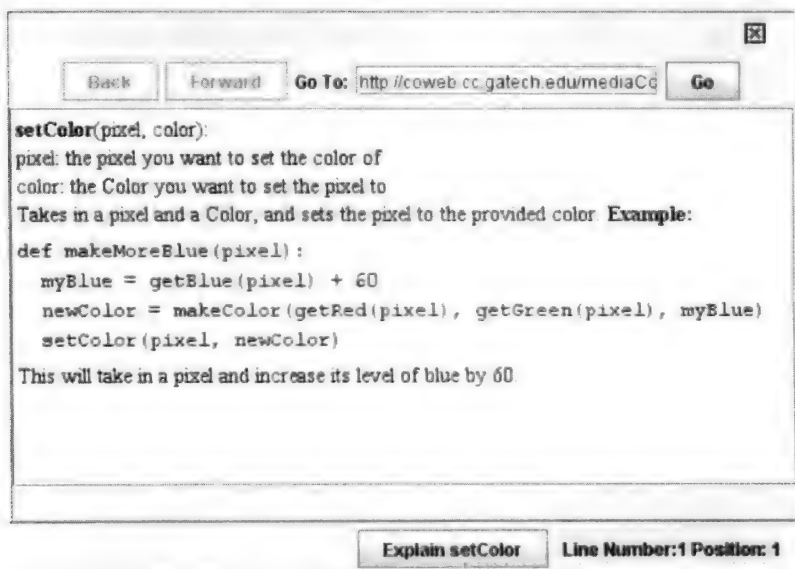 Back Forward Go To: http://coweb.cc.gatech.edu/mediaCo Go
setColor(pixel, color):
pixel: the pixel you want to set the color of
color: the Color you want to set the pixel to
Takes in a pixel and a Color, and sets the pixel to the provided color. Example:
def makeMoreBlue(pixel):
myBlue = getBlue(pixel) + 60
newColor = makeColor(getRed(pixel), getGreen(pixel), myBlue)
setColor(pixel, newColor)
This will take in a pixel and increase its level of blue by 60.
Explain setColor Line Number:1 Position: 1